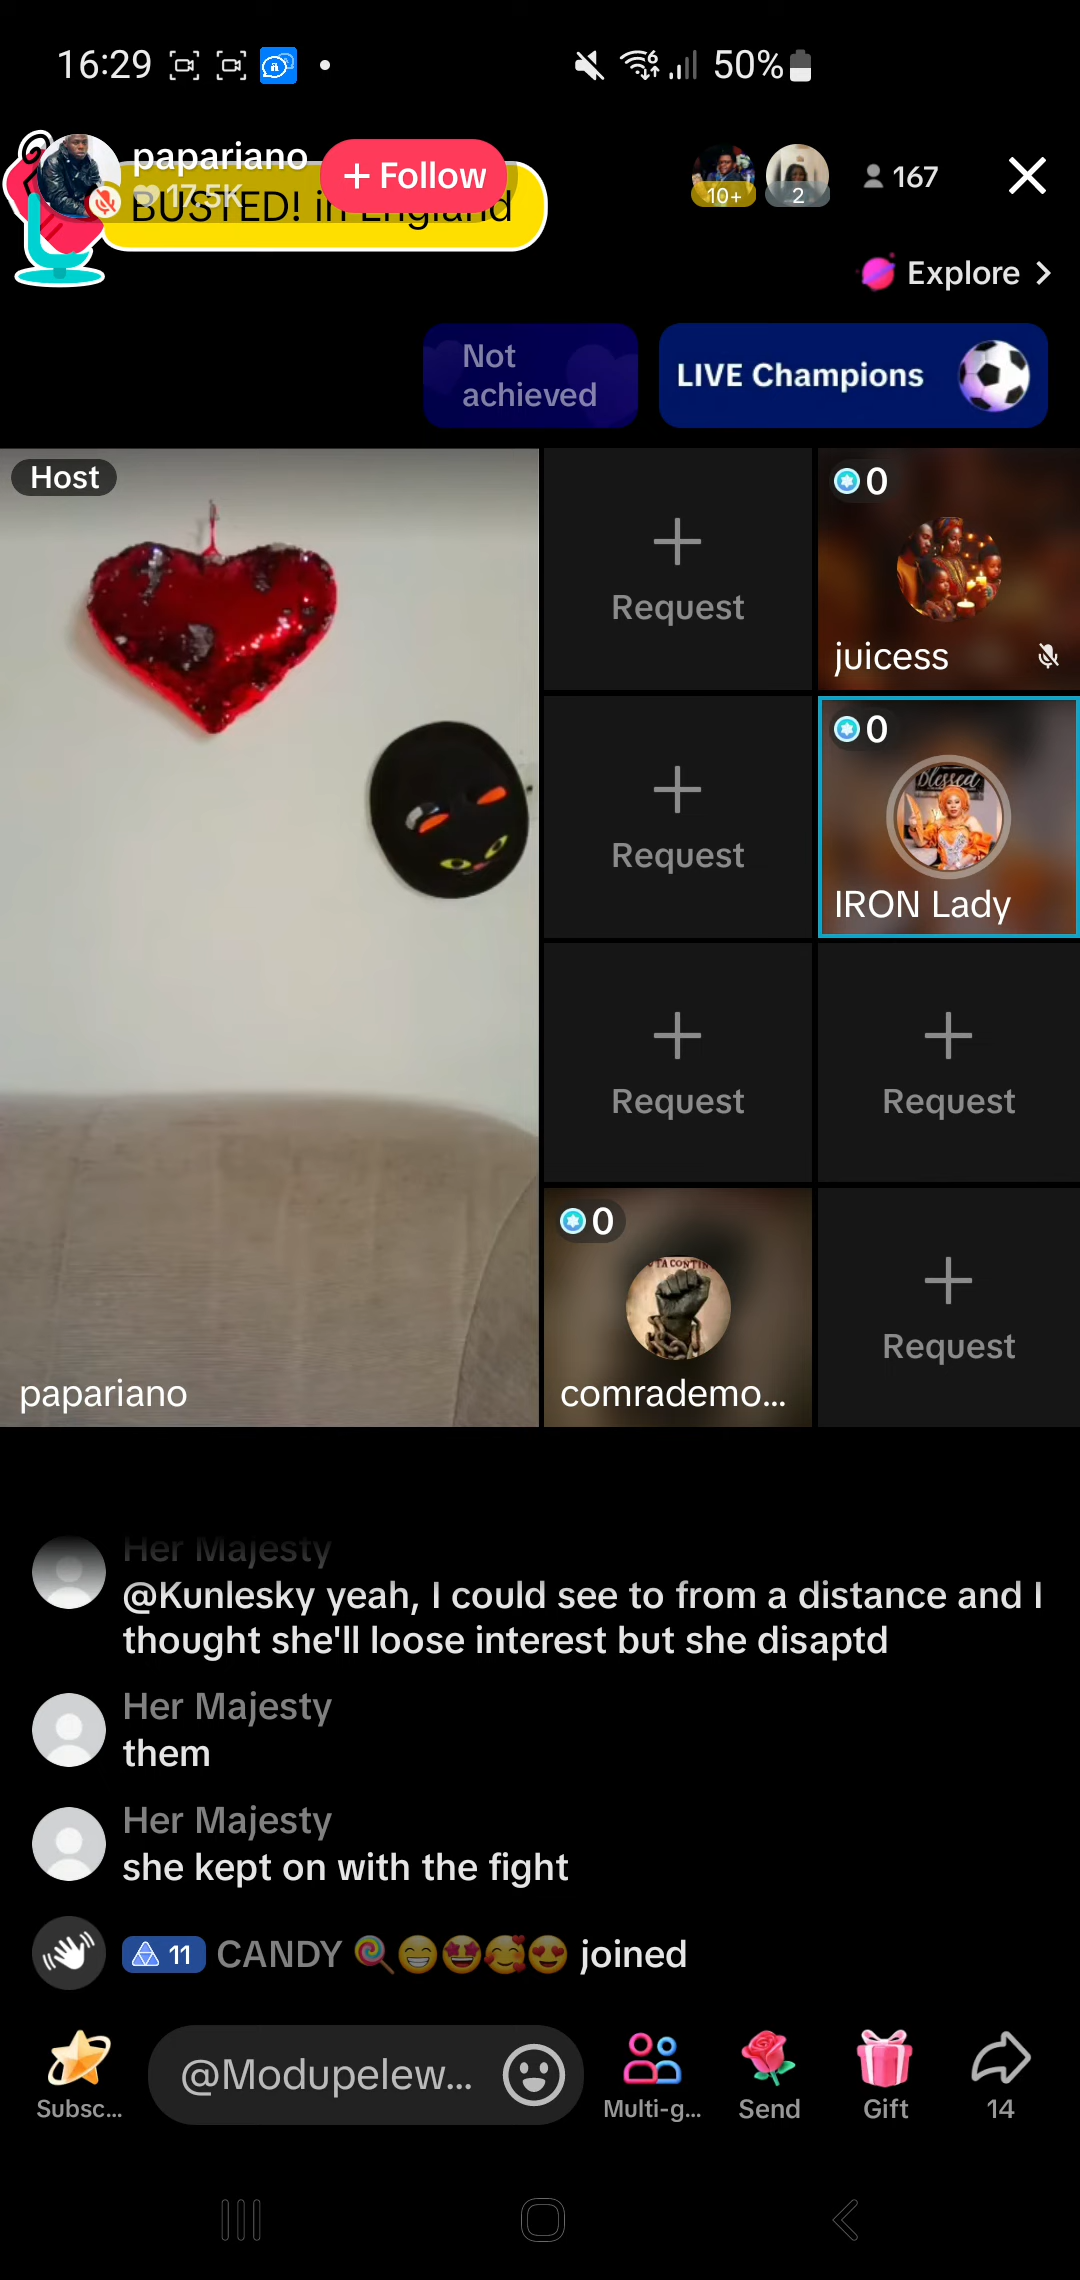 16:29
50%
papariano
+ Follow
17.5K
BUSTED! in England
10+
2
167
Explore
Not
achieved
LIVE Champions
Host
Request
0
juicess
Request
0
Blessed
IRON Lady
Request
Request
0
papariano
comrademo...
Request
Her Majesty
@Kunlesky yeah, I could see to from a distance and I
thought she'll loose interest but she disaptd
Her Majesty
them
Her Majesty
she kept on with the fight
11 CANDY 🍭😁🤩🥰😍 joined
@Modupelew...
Subsc...
Multi-g...
Send
Gift
14